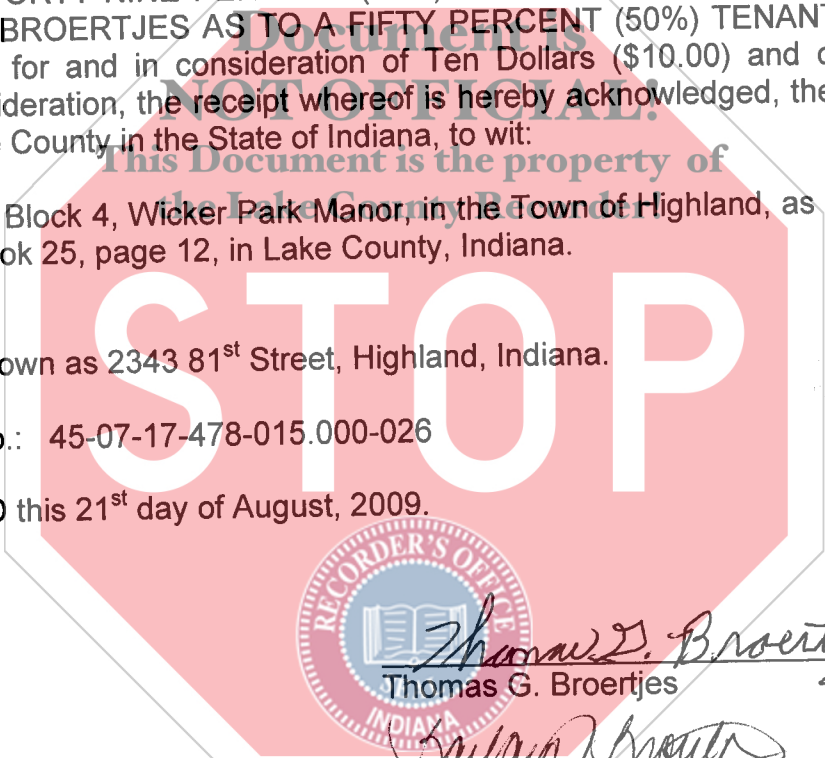 BROERTJES AS TO A FIFTY PERCENT (50%) TENANT
Document is
for and in consideration of Ten Dollars ($10.00) and
NOT OFFICIAL!
ideration, the receipt whereof is hereby acknowledged, the
County in the State of Indiana, to wit:
This Document is the property of
the Lake County Recorder!
Block 4, Wicker Park Manor, in the Town of Highland, as
ok 25, page 12, in Lake County, Indiana.
STOP
own as 2343 81st Street, Highland, Indiana.
.: 45-07-17-478-015.000-026
this 21st day of August, 2009.
RECORDER'S OFFICE
Thomas G. Broert
Thomas G. Broertjes
INDIANA